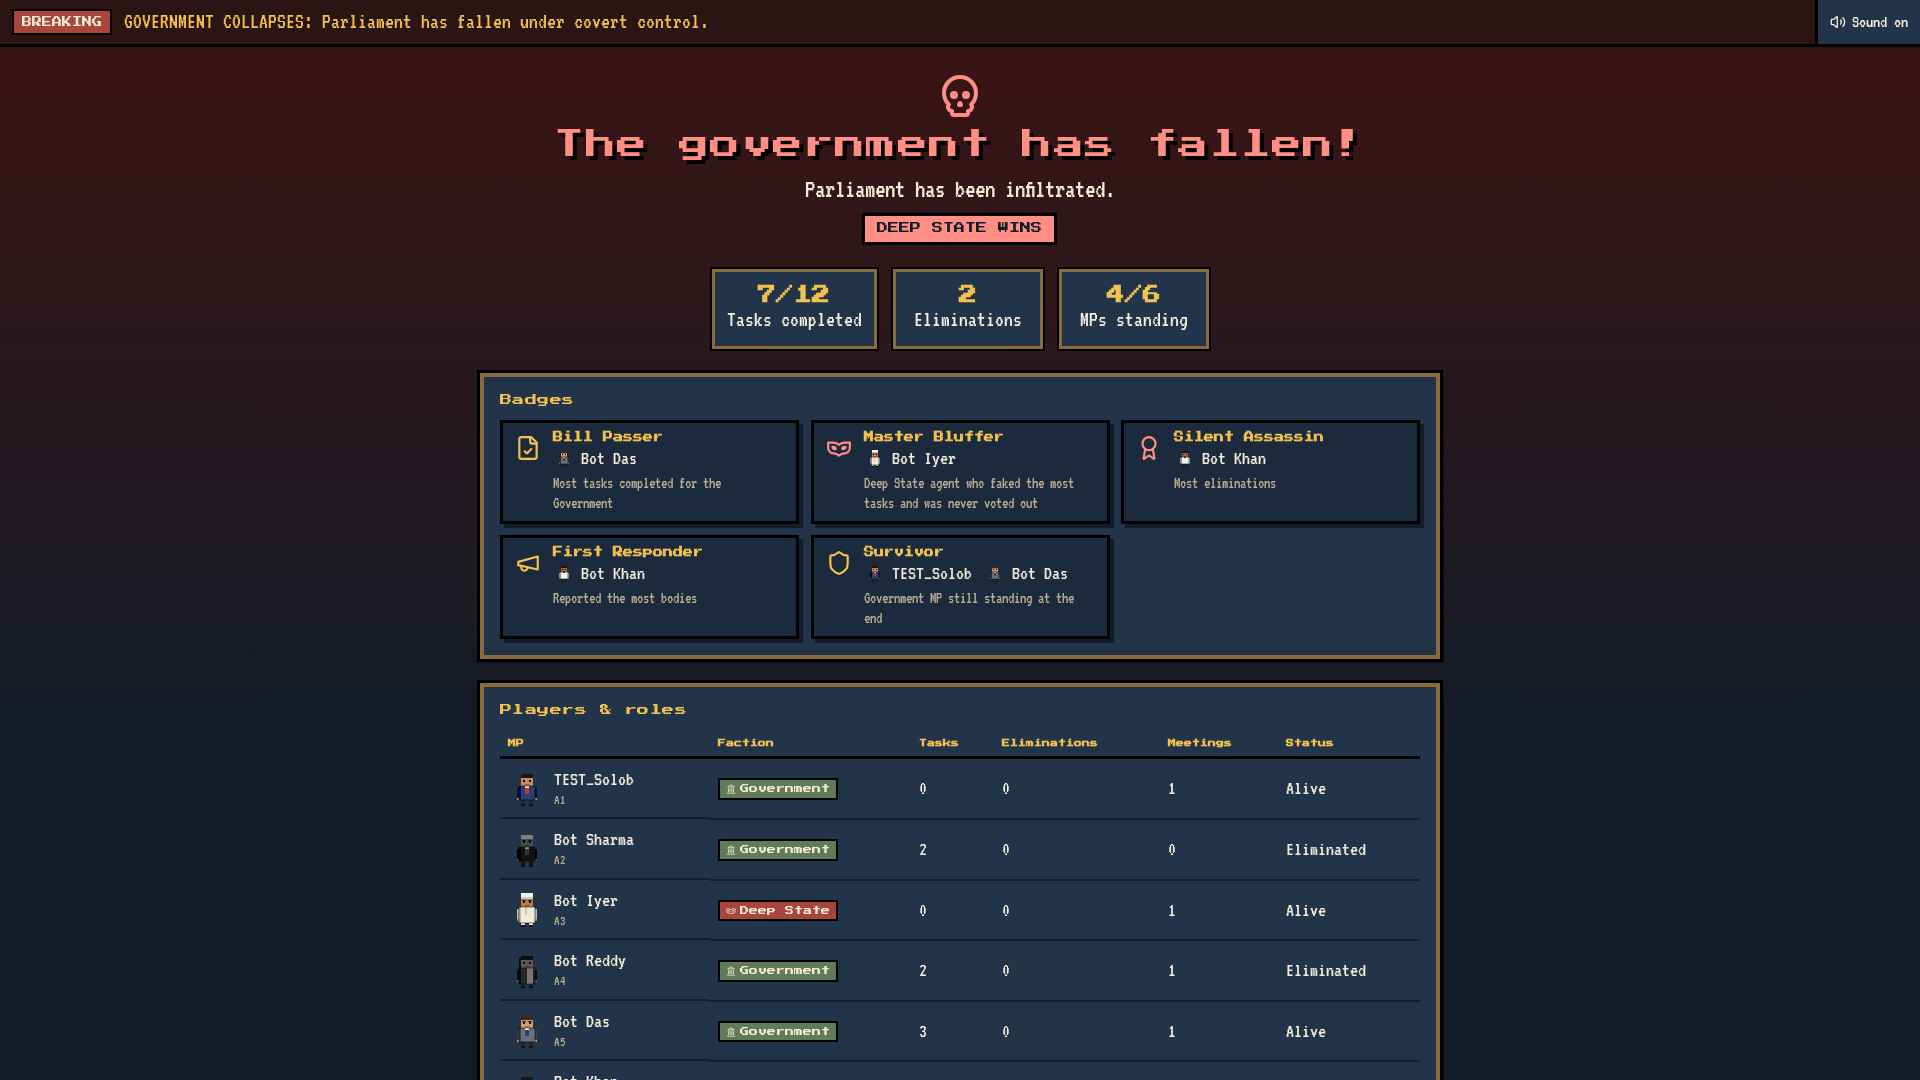 BREAKING GOVERNMENT COLLAPSES: Parliament has fallen under covert control. Sound on
The government has fallen!
Parliament has been infiltrated.
DEEP STATE WINS
7/12 2 4/6
Tasks completed Eliminations MPs standing
Badges
Bill Passer
Bot Das
Most tasks completed for the
Government
Master Bluffer
Bot Iyer
Deep State agent who faked the most
tasks and was never voted out
Silent Assassin
Bot Khan
Most eliminations
First Responder
Bot Khan
Reported the most bodies
Survivor
TEST_Solob Bot Das
Government MP still standing at the
end
Players & roles
MP Faction Tasks Eliminations Meetings Status
TEST_Solob
A1
Government 0 0 1 Alive
Bot Sharma
A2
Government 2 0 0 Eliminated
Bot Iyer
A3
Deep State 0 0 1 Alive
Bot Reddy
A4
Government 2 0 1 Eliminated
Bot Das
A5
Government 3 0 1 Alive